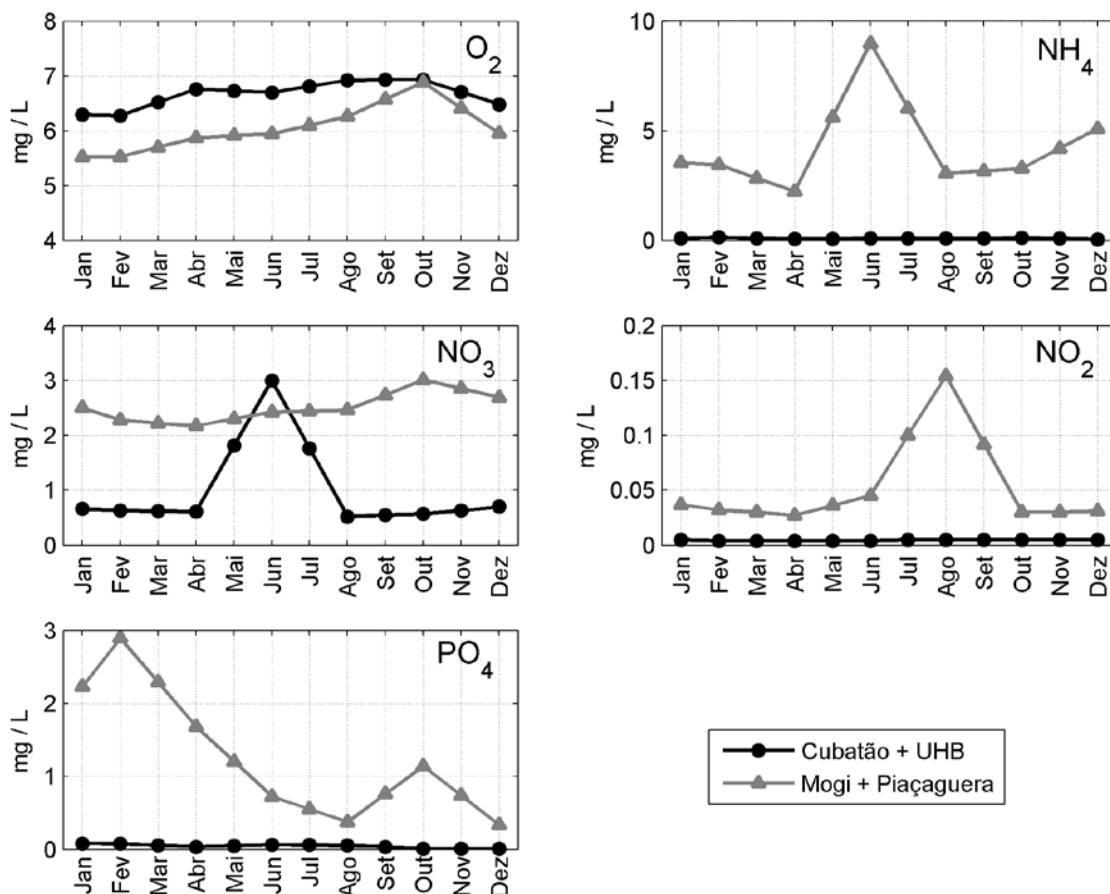 O2
mg / L
8
7
6
5
4
Jan Fev Mar Abr Mai Jun Jul Ago Set Out Nov Dez
NH4
10
5
0
Jan Fev Mar Abr Mai Jun Jul Ago Set Out Nov Dez
NO3
mg / L
4
3
2
1
0
Jan Fev Mar Abr Mai Jun Jul Ago Set Out Nov Dez
NO2
mg / L
0.2
0.15
0.1
0.05
0
Jan Fev Mar Abr Mai Jun Jul Ago Set Out Nov Dez
PO4
mg / L
3
2
1
0
Jan Fev Mar Abr Mai Jun Jul Ago Set Out Nov Dez
Cubatão + UHB
Mogi + Piaçaguera